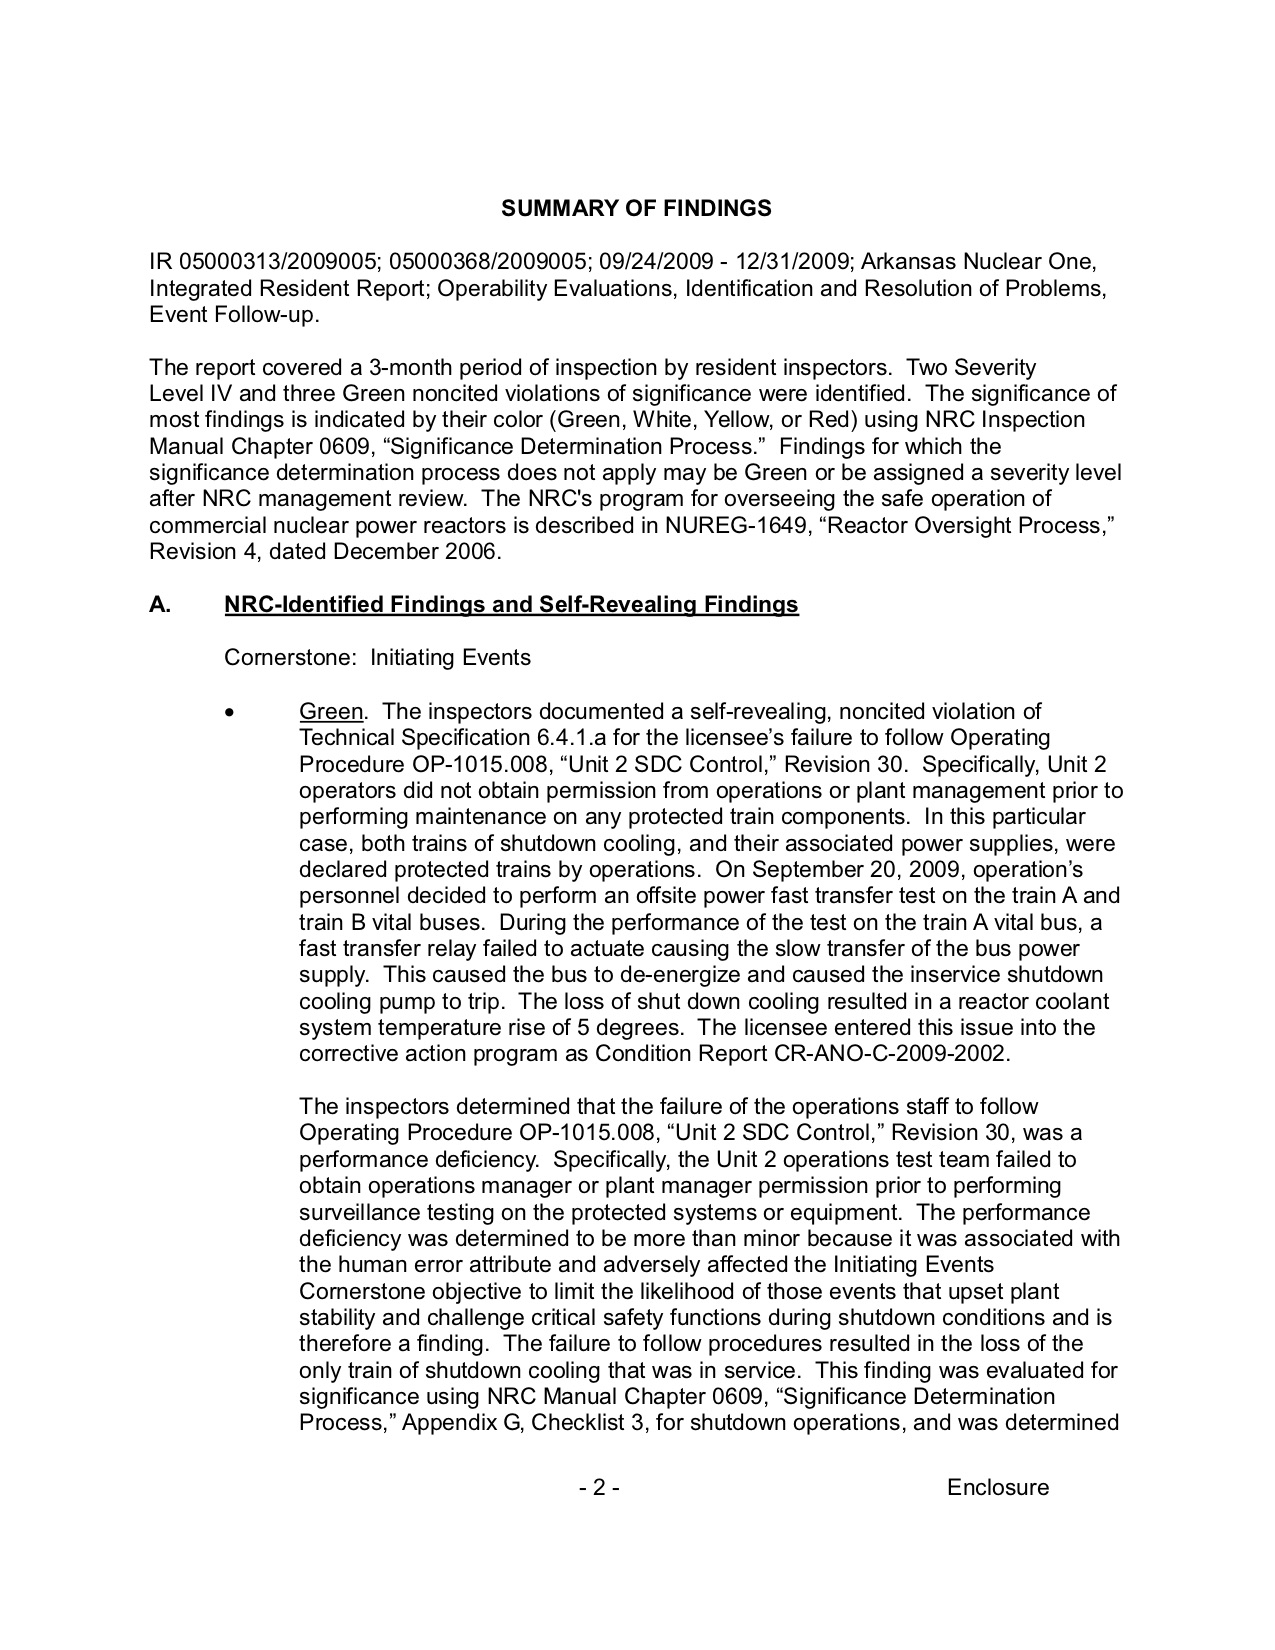 SUMMARY OF FINDINGS
IR 05000313/2009005; 05000368/2009005; 09/24/2009 - 12/31/2009; Arkansas Nuclear One,
Integrated Resident Report; Operability Evaluations, Identification and Resolution of Problems,
Event Follow-up.
The report covered a 3-month period of inspection by resident inspectors.  Two Severity
Level IV and three Green noncited violations of significance were identified.  The significance of
most findings is indicated by their color (Green, White, Yellow, or Red) using NRC Inspection
Manual Chapter 0609, “Significance Determination Process.”  Findings for which the
significance determination process does not apply may be Green or be assigned a severity level
after NRC management review.  The NRC's program for overseeing the safe operation of
commercial nuclear power reactors is described in NUREG-1649, “Reactor Oversight Process,”
Revision 4, dated December 2006.
A. NRC-Identified Findings and Self-Revealing Findings
Cornerstone:  Initiating Events
• Green.  The inspectors documented a self-revealing, noncited violation of
Technical Specification 6.4.1.a for the licensee’s failure to follow Operating
Procedure OP-1015.008, “Unit 2 SDC Control,” Revision 30.  Specifically, Unit 2
operators did not obtain permission from operations or plant management prior to
performing maintenance on any protected train components.  In this particular
case, both trains of shutdown cooling, and their associated power supplies, were
declared protected trains by operations.  On September 20, 2009, operation’s
personnel decided to perform an offsite power fast transfer test on the train A and
train B vital buses.  During the performance of the test on the train A vital bus, a
fast transfer relay failed to actuate causing the slow transfer of the bus power
supply.  This caused the bus to de-energize and caused the inservice shutdown
cooling pump to trip.  The loss of shut down cooling resulted in a reactor coolant
system temperature rise of 5 degrees.  The licensee entered this issue into the
corrective action program as Condition Report CR-ANO-C-2009-2002.
The inspectors determined that the failure of the operations staff to follow
Operating Procedure OP-1015.008, “Unit 2 SDC Control,” Revision 30, was a
performance deficiency.  Specifically, the Unit 2 operations test team failed to
obtain operations manager or plant manager permission prior to performing
surveillance testing on the protected systems or equipment.  The performance
deficiency was determined to be more than minor because it was associated with
the human error attribute and adversely affected the Initiating Events
Cornerstone objective to limit the likelihood of those events that upset plant
stability and challenge critical safety functions during shutdown conditions and is
therefore a finding.  The failure to follow procedures resulted in the loss of the
only train of shutdown cooling that was in service.  This finding was evaluated for
significance using NRC Manual Chapter 0609, “Significance Determination
Process,” Appendix G, Checklist 3, for shutdown operations, and was determined
- 2 - Enclosure